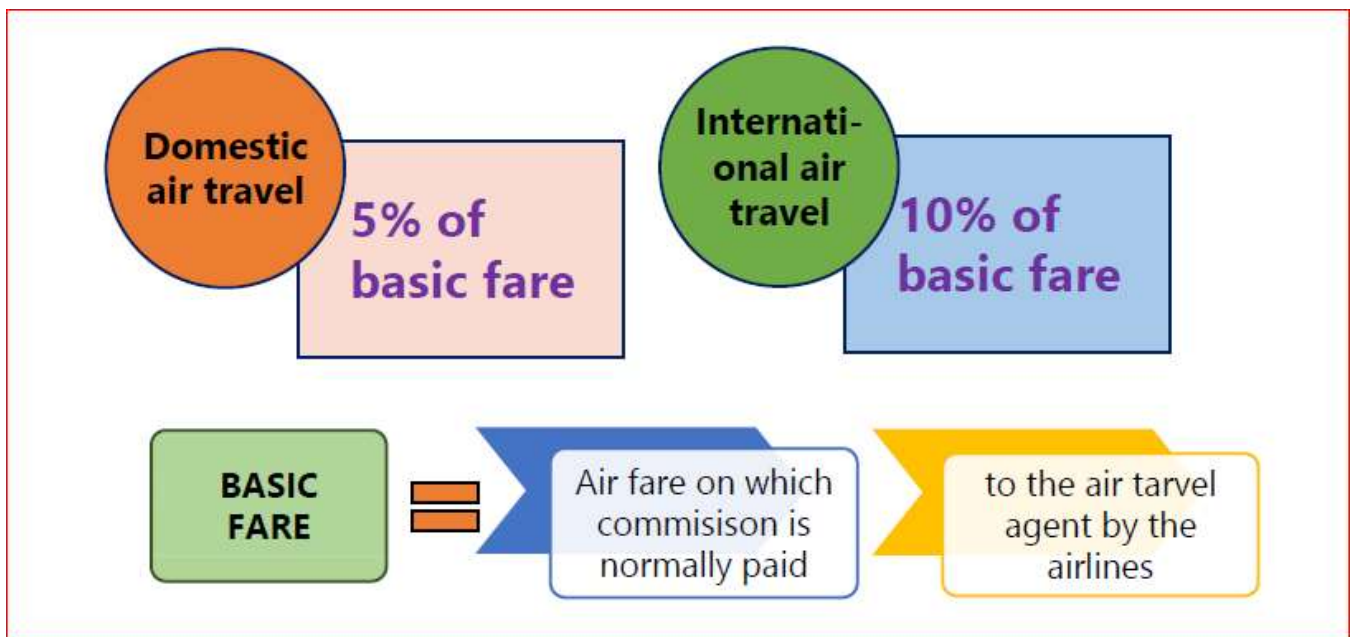 Domestic
air travel
5% of
basic fare
Internati-
onal air
travel
10% of
basic fare
BASIC
FARE
Air fare on which
commisison is
normally paid
to the air tarvel
agent by the
airlines